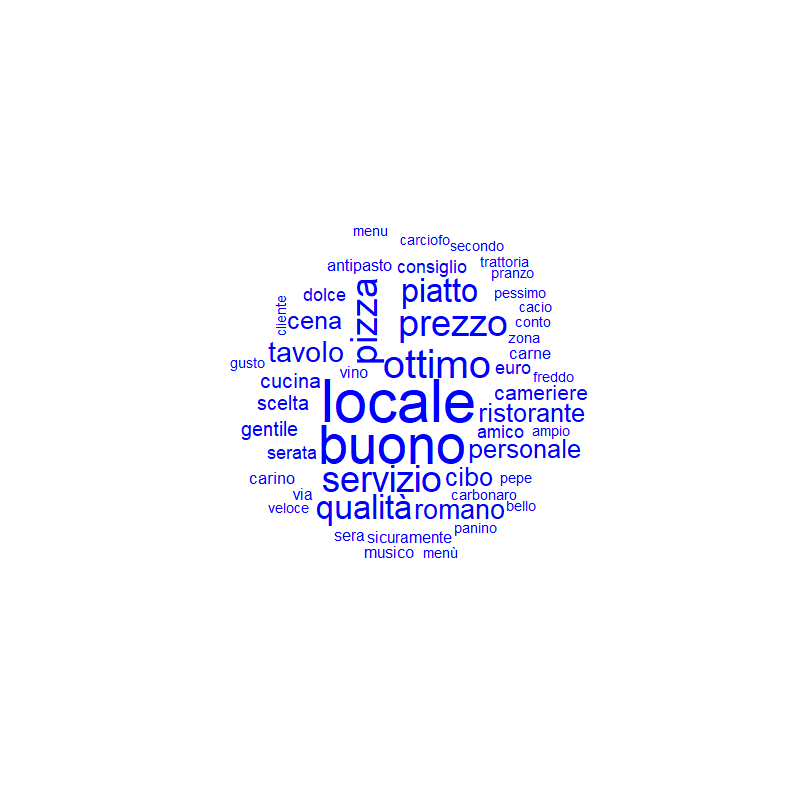 menu
carciofo
secondo
antipasto
consiglio
trattoria
pranzo
dolce
pizza
piatto
pessimo
cliente
cena
prezzo
cacio
conto
zona
tavolo
ottimo
carne
gusto
vino
euro
freddo
cucina
locale
cameriere
scelta
ristorante
gentile
buono
amico
ampio
serata
personale
carino
servizio
cibo
pepe
via
carbonaro
veloce
qualità
romano
bello
panino
sera
sicuramente
musico
menù